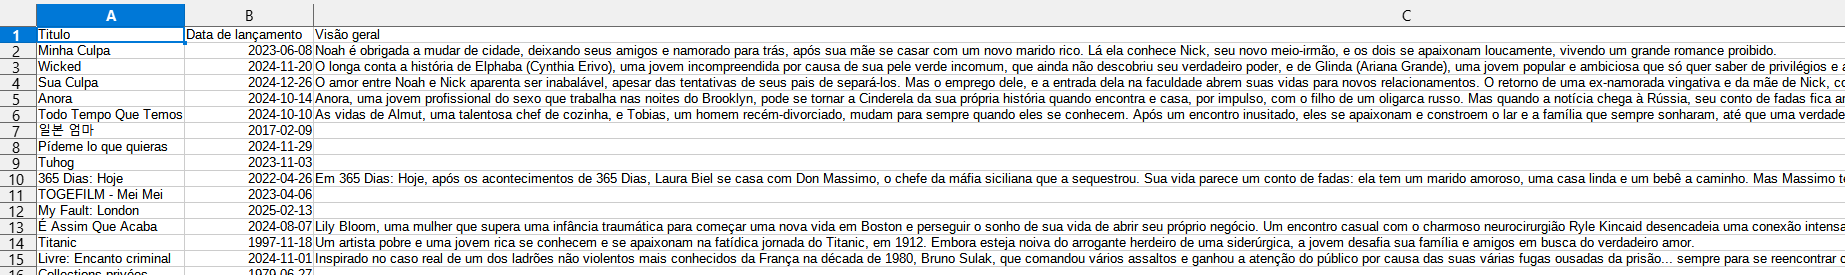 A B C
1 Titulo Data de lançamento Visão geral
2 Minha Culpa 2023-06-08 Noah é obrigada a mudar de cidade, deixando seus amigos e namorado para trás, após sua mãe se casar com um novo marido rico. Lá ela conhece Nick, seu novo meio-irmão, e os dois se apaixonam loucamente, vivendo um grande romance proibido.
3 Wicked 2024-11-20 O longa conta a história de Elphaba (Cynthia Erivo), uma jovem incompreendida por causa de sua pele verde incomum, que ainda não descobriu seu verdadeiro poder, e de Glinda (Ariana Grande), uma jovem popular e ambiciosa que só quer saber de privilégios e
4 Sua Culpa 2024-12-26 O amor entre Noah e Nick aparenta ser inabalável, apesar das tentativas de seus pais de separá-los. Mas o emprego dele, e a entrada dela na faculdade abrem suas vidas para novos relacionamentos. O retorno de uma ex-namorada vingativa e da mãe de Nick,
5 Anora 2024-10-14 Anora, uma jovem profissional do sexo que trabalha nas noites do Brooklyn, pode se tornar a Cinderela da sua própria história quando encontra e casa, por impulso, com o filho de um oligarca russo. Mas quando a notícia chega à Rússia, seu conto de fadas fica
6 Todo Tempo Que Temos 2024-10-10 As vidas de Almut, uma talentosa chef de cozinha, e Tobias, um homem recém-divorciado, mudam para sempre quando eles se conhecem. Após um encontro inusitado, eles se apaixonam e constroem o lar e a família que sempre sonharam, até que uma verdade
7 일본 엄마 2017-02-09
8 Pídeme lo que quieras 2024-11-29
9 Tuhog 2023-11-03
10 365 Dias: Hoje 2022-04-26 Em 365 Dias: Hoje, após os acontecimentos de 365 Dias, Laura Biel se casa com Don Massimo, o chefe da máfia siciliana que a sequestrou. Sua vida parece um conto de fadas: ela tem um marido amoroso, uma casa linda e um bebê a caminho. Mas Massimo
11 TOGEFILM - Mei Mei 2023-04-06
12 My Fault: London 2025-02-13
13 É Assim Que Acaba 2024-08-07 Lily Bloom, uma mulher que supera uma infância traumática para começar uma nova vida em Boston e perseguir o sonho de sua vida de abrir seu próprio negócio. Um encontro casual com o charmoso neurocirurgião Ryle Kincaid desencadeia uma conexão
14 Titanic 1997-11-18 Um artista pobre e uma jovem rica se conhecem e se apaixonam na fatídica jornada do Titanic, em 1912. Embora esteja noiva do arrogante herdeiro de uma siderúrgica, a jovem desafia sua família e amigos em busca do verdadeiro amor.
15 Livre: Encanto criminal 2024-11-01 Inspirado no caso real de um dos ladrões não violentos mais conhecidos da França na década de 1980, Bruno Sulak, que comandou vários assaltos e ganhou a atenção do público por causa das suas várias fugas ousadas da prisão... sempre para se reencontrar
16 Collections privées 1979-06-27